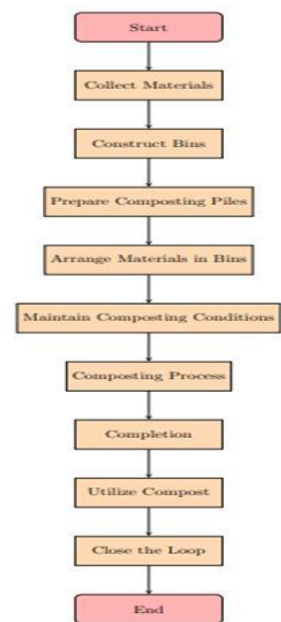 Start
Collect Materials
Construct Bins
Prepare Composting Piles
Arrange Materials in Bins
Maintain Composting Conditions
Composting Process
Completion
Utilize Compost
Close the Loop
End